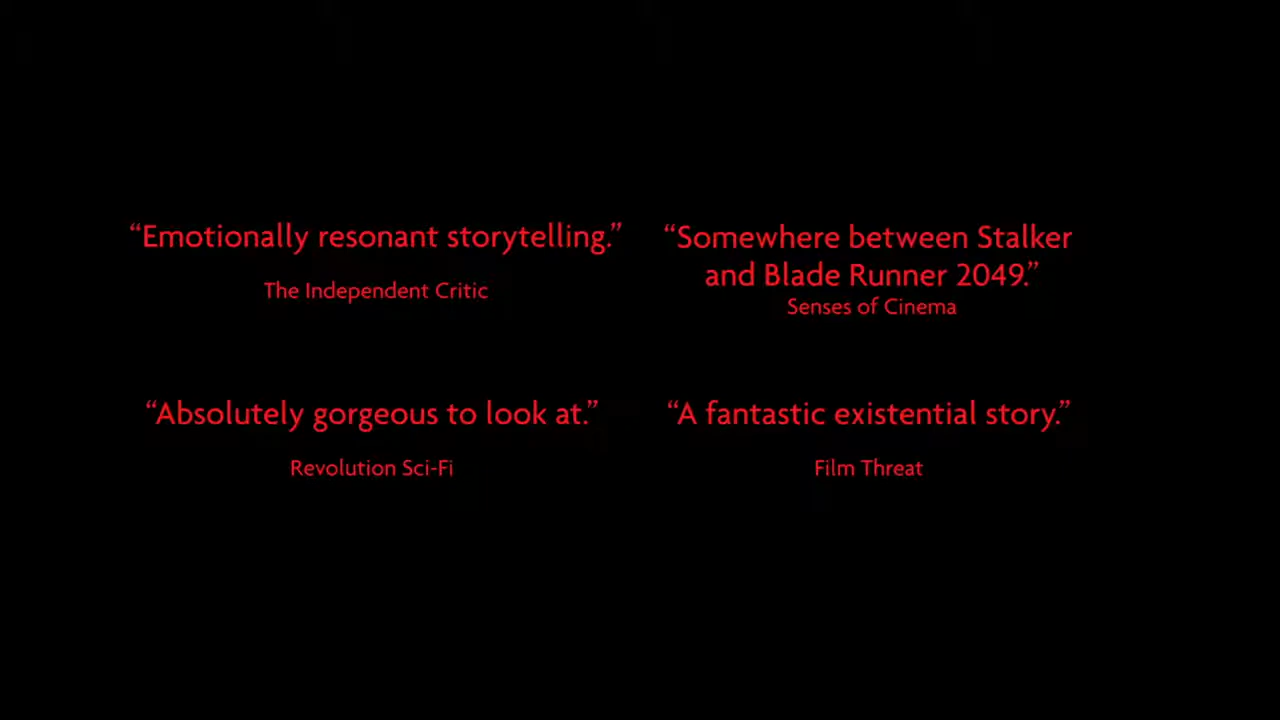 “Emotionally resonant storytelling.”
The Independent Critic
“Somewhere between Stalker
and Blade Runner 2049.”
Senses of Cinema
“Absolutely gorgeous to look at.”
Revolution Sci-Fi
“A fantastic existential story.”
Film Threat